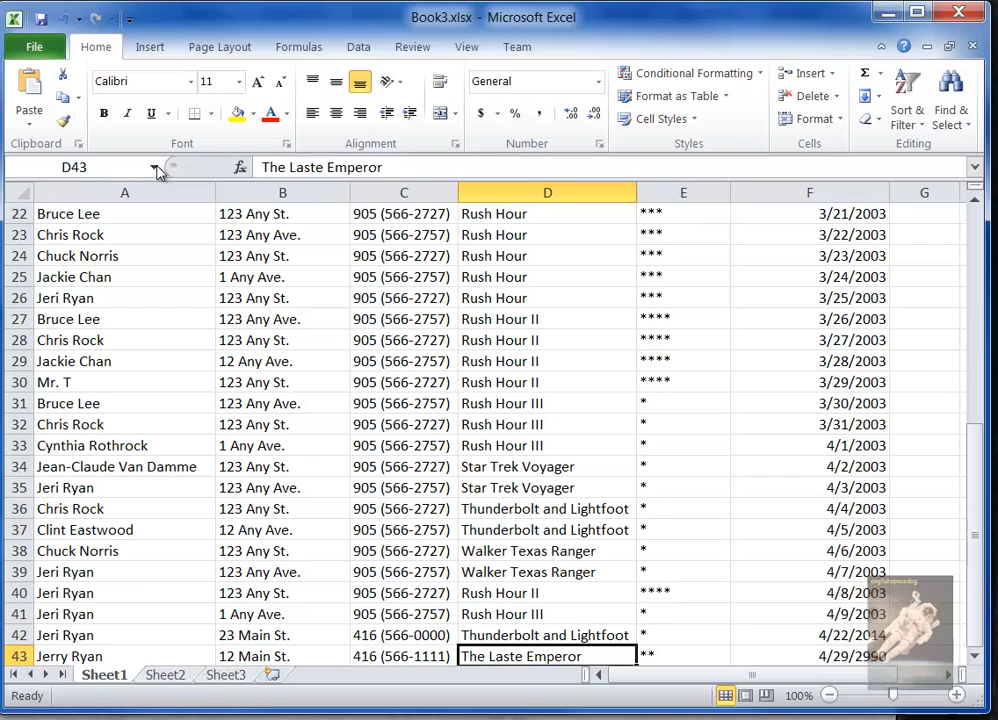 Book3.xlsx - Microsoft Excel
File Home Insert Page Layout Formulas Data Review View Team
Calibri 11 General Conditional Formatting Insert Σ
Paste Format as Table Delete Sort & Filter Find & Select
B I U $ % , Cell Styles Format
Clipboard Font Alignment Number Styles Cells Editing
D43 fx The Laste Emperor
A B C D E F G
22 Bruce Lee 123 Any St. 905 (566-2727) Rush Hour *** 3/21/2003
23 Chris Rock 123 Any Ave. 905 (566-2757) Rush Hour *** 3/22/2003
24 Chuck Norris 123 Any St. 905 (566-2727) Rush Hour *** 3/23/2003
25 Jackie Chan 1 Any Ave. 905 (566-2757) Rush Hour *** 3/24/2003
26 Jeri Ryan 123 Any St. 905 (566-2727) Rush Hour *** 3/25/2003
27 Bruce Lee 123 Any Ave. 905 (566-2757) Rush Hour II **** 3/26/2003
28 Chris Rock 123 Any St. 905 (566-2727) Rush Hour II **** 3/27/2003
29 Jackie Chan 12 Any Ave. 905 (566-2757) Rush Hour II **** 3/28/2003
30 Mr. T 123 Any St. 905 (566-2727) Rush Hour II **** 3/29/2003
31 Bruce Lee 123 Any Ave. 905 (566-2757) Rush Hour III * 3/30/2003
32 Chris Rock 123 Any St. 905 (566-2727) Rush Hour III * 3/31/2003
33 Cynthia Rothrock 1 Any Ave. 905 (566-2757) Rush Hour III * 4/1/2003
34 Jean-Claude Van Damme 123 Any St. 905 (566-2727) Star Trek Voyager * 4/2/2003
35 Jeri Ryan 123 Any Ave. 905 (566-2757) Star Trek Voyager * 4/3/2003
36 Chris Rock 123 Any St. 905 (566-2727) Thunderbolt and Lightfoot * 4/4/2003
37 Clint Eastwood 12 Any Ave. 905 (566-2757) Thunderbolt and Lightfoot * 4/5/2003
38 Chuck Norris 123 Any St. 905 (566-2727) Walker Texas Ranger * 4/6/2003
39 Jeri Ryan 123 Any Ave. 905 (566-2757) Walker Texas Ranger * 4/7/2003
40 Jeri Ryan 123 Any St. 905 (566-2727) Rush Hour II **** 4/8/2003
41 Jeri Ryan 1 Any Ave. 905 (566-2757) Rush Hour III * 4/9/2003
42 Jeri Ryan 23 Main St. 416 (566-0000) Thunderbolt and Lightfoot * 4/22/2014
43 Jerry Ryan 12 Main St. 416 (566-1111) The Laste Emperor ** 4/29/2990
Sheet1 Sheet2 Sheet3
Ready 100%